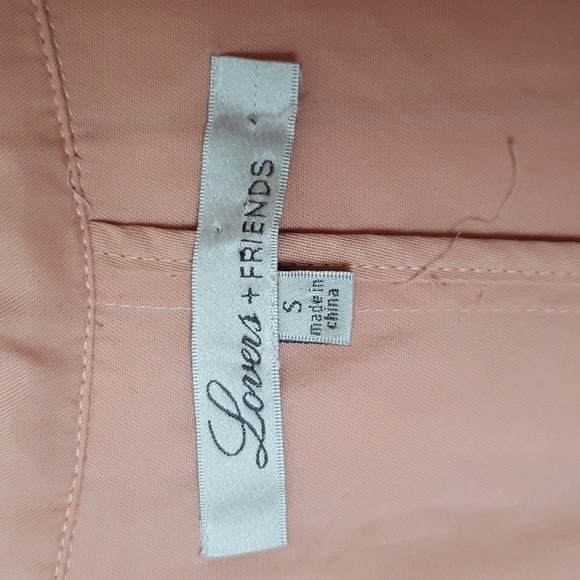 Lovers + FRIENDS
S
made in
china